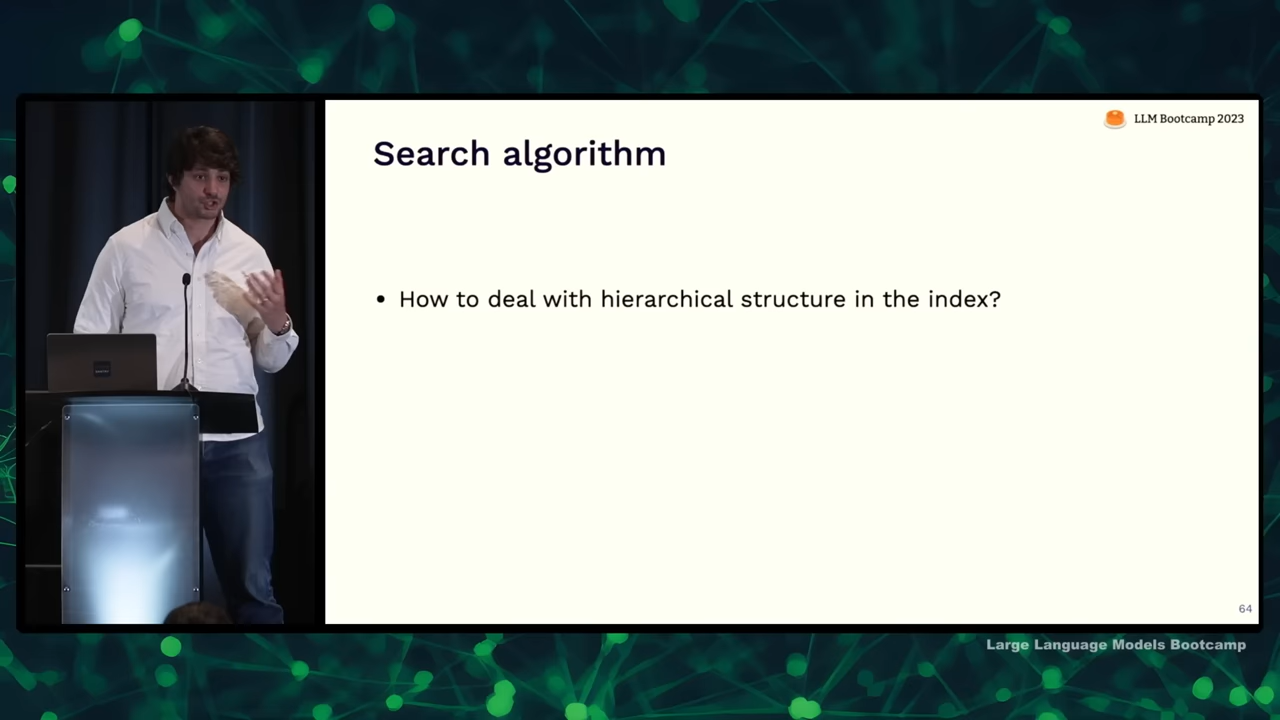 LLM Bootcamp 2023
Search algorithm
• How to deal with hierarchical structure in the index?
64
Large Language Models Bootcamp